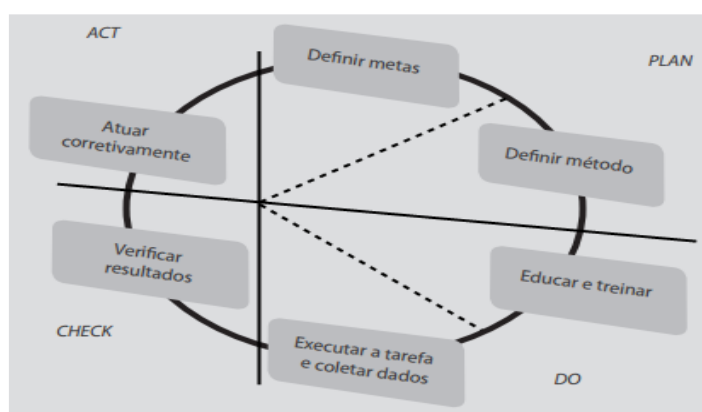 ACT
Definir metas
PLAN
Atuar
corretivamente
Definir método
Verificar
resultados
Educar e treinar
CHECK
Executar a tarefa
e coletar dados
DO